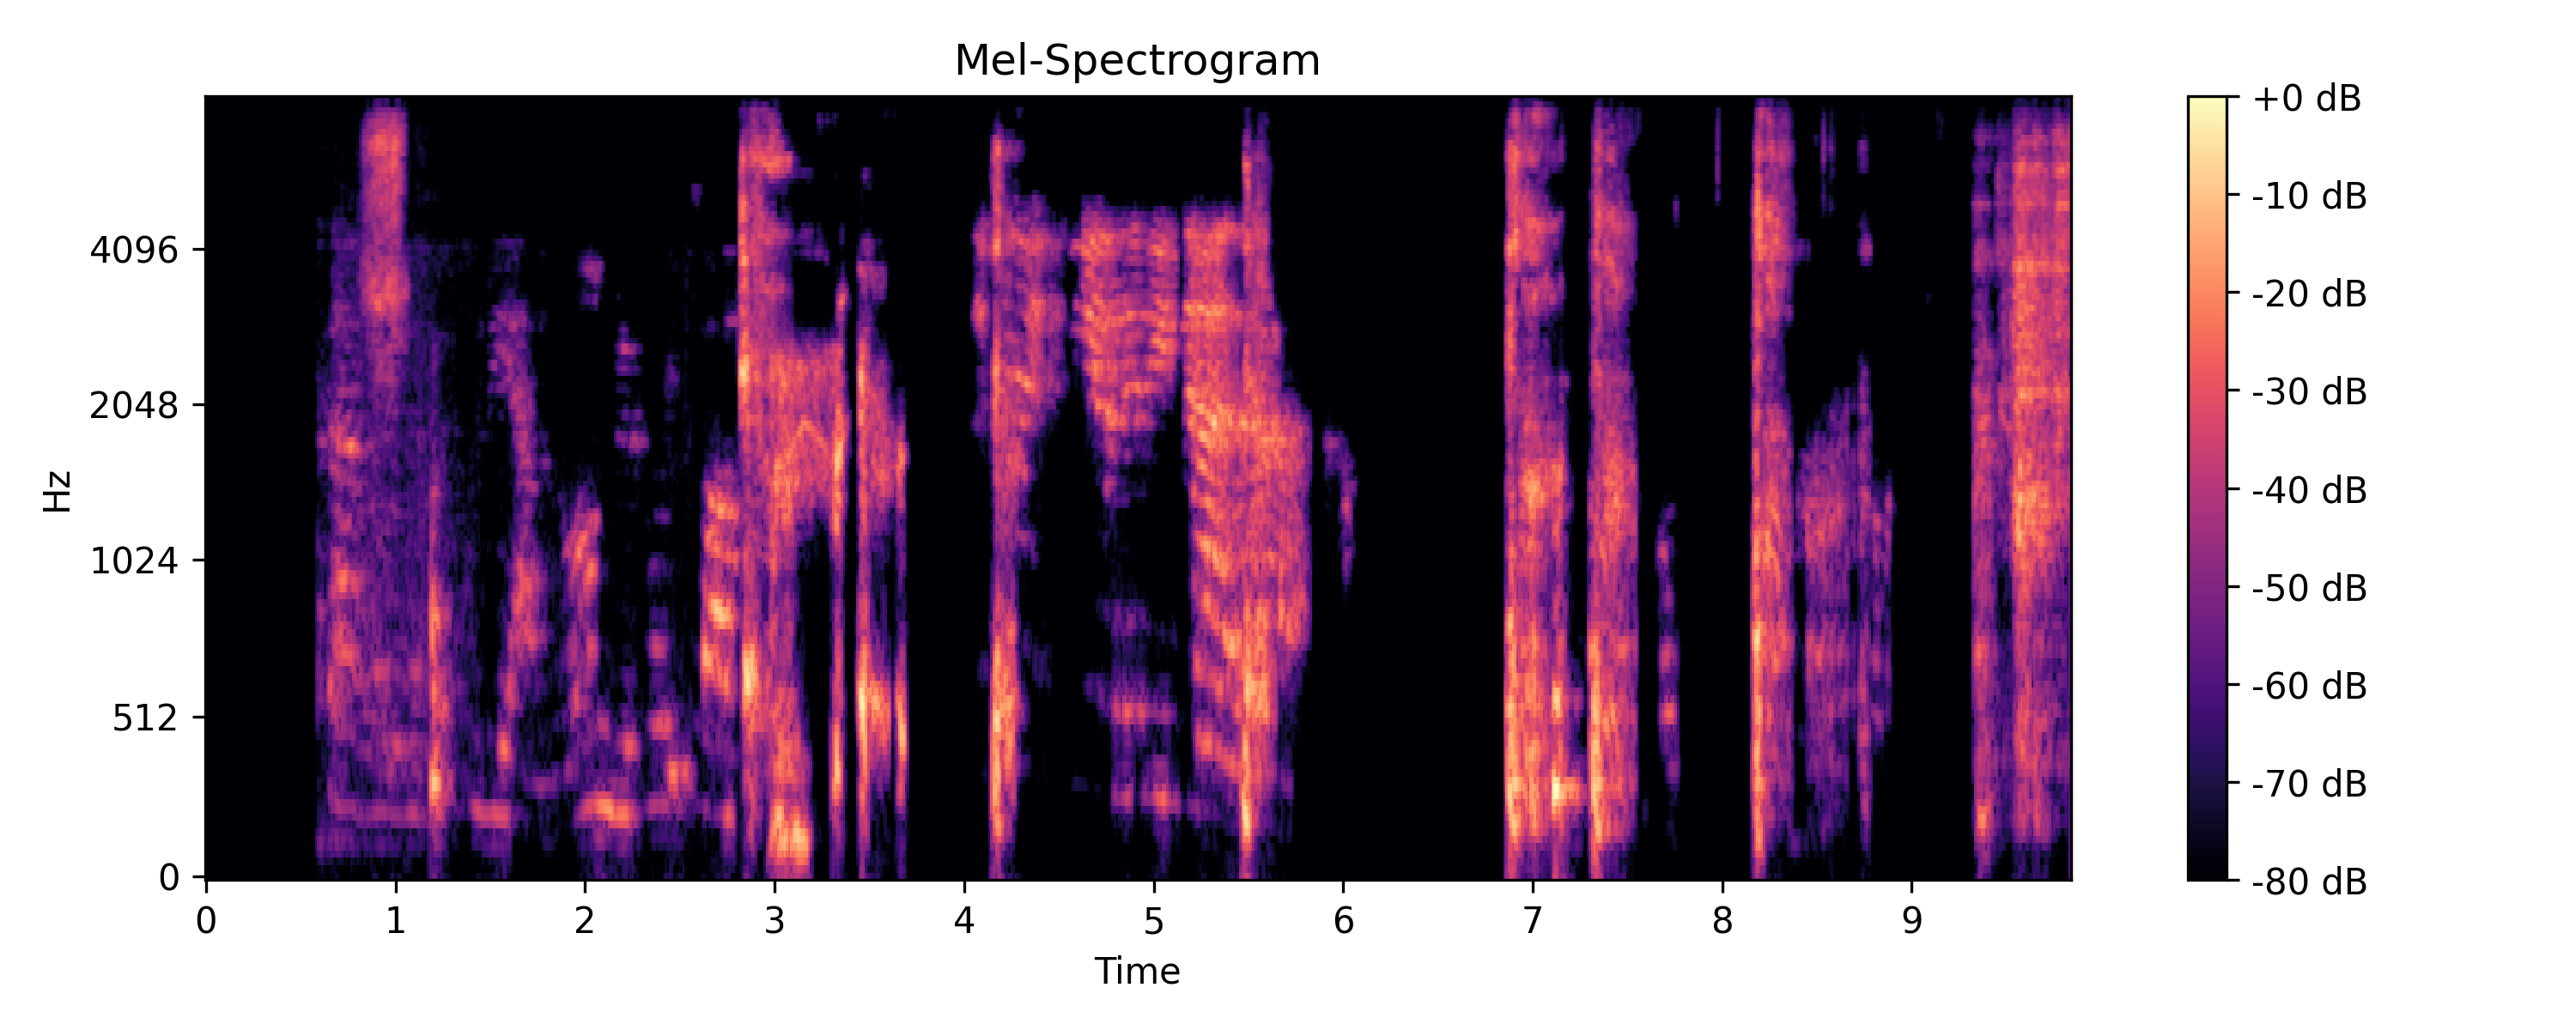 Mel-Spectrogram
+0 dB
-10 dB
-20 dB
-30 dB
-40 dB
-50 dB
-60 dB
-70 dB
-80 dB
4096
2048
1024
512
0
Hz
0 1 2 3 4 5 6 7 8 9
Time